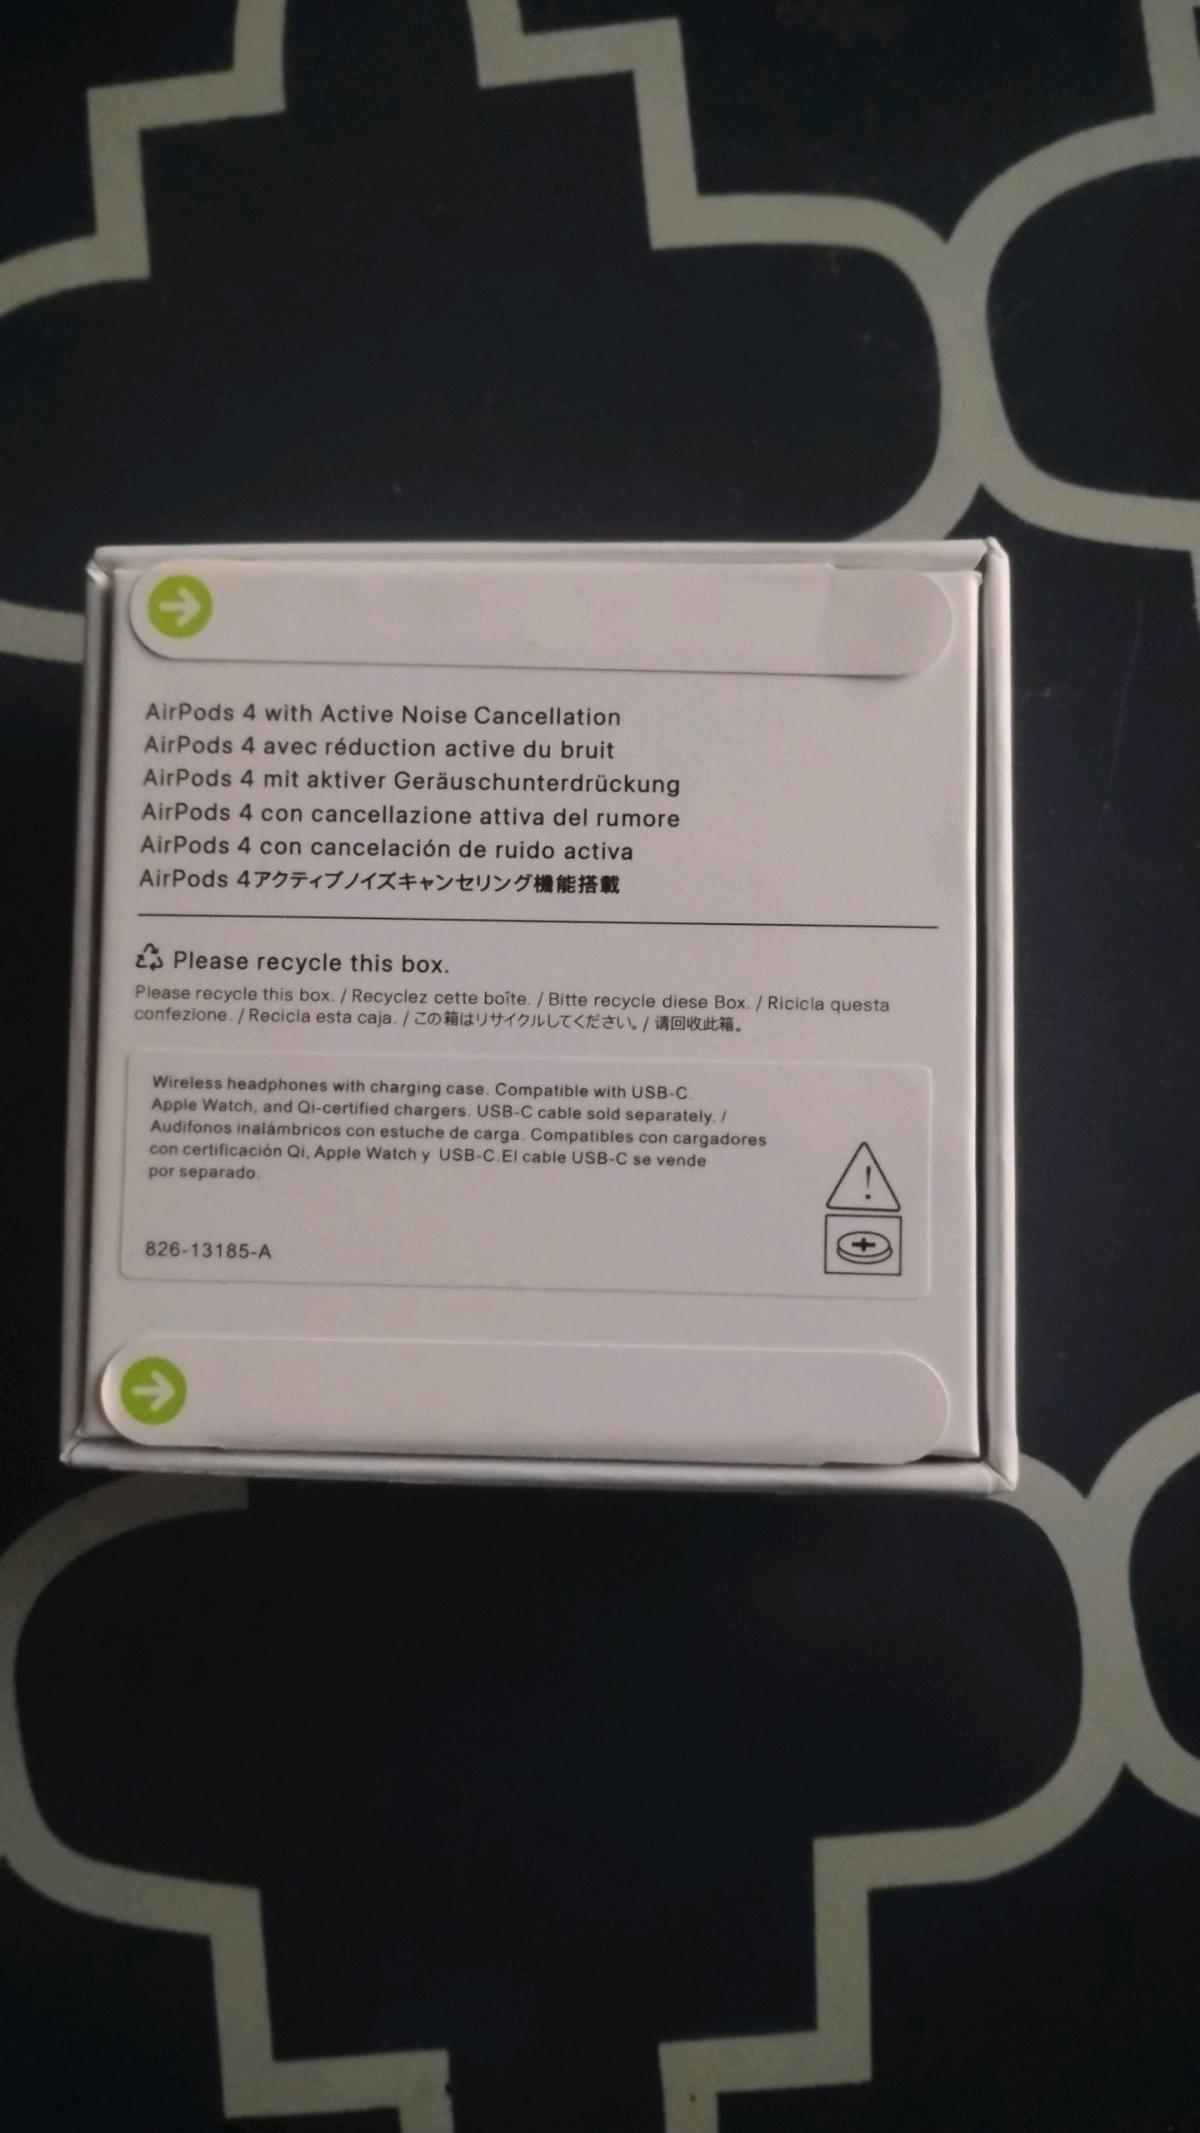 AirPods 4 with Active Noise Cancellation
AirPods 4 avec réduction active du bruit
AirPods 4 mit aktiver Geräuschunterdrückung
AirPods 4 con cancellazione attiva del rumore
AirPods 4 con cancelación de ruido activa
AirPods 4アクティブノイズキャンセリング機能搭載
Please recycle this box.
Please recycle this box. / Recyclez cette boîte. / Bitte recycle diese Box. / Ricicla questa
confezione. / Recicla esta caja. / この箱はリサイクルしてください。/ 请回收此箱。
Wireless headphones with charging case. Compatible with USB-C.
Apple Watch, and Qi-certified chargers. USB-C cable sold separately. /
Audifonos inalámbricos con estuche de carga. Compatibles con cargadores
con certificación Qi, Apple Watch y USB-C.El cable USB-C se vende
por separado.
826-13185-A